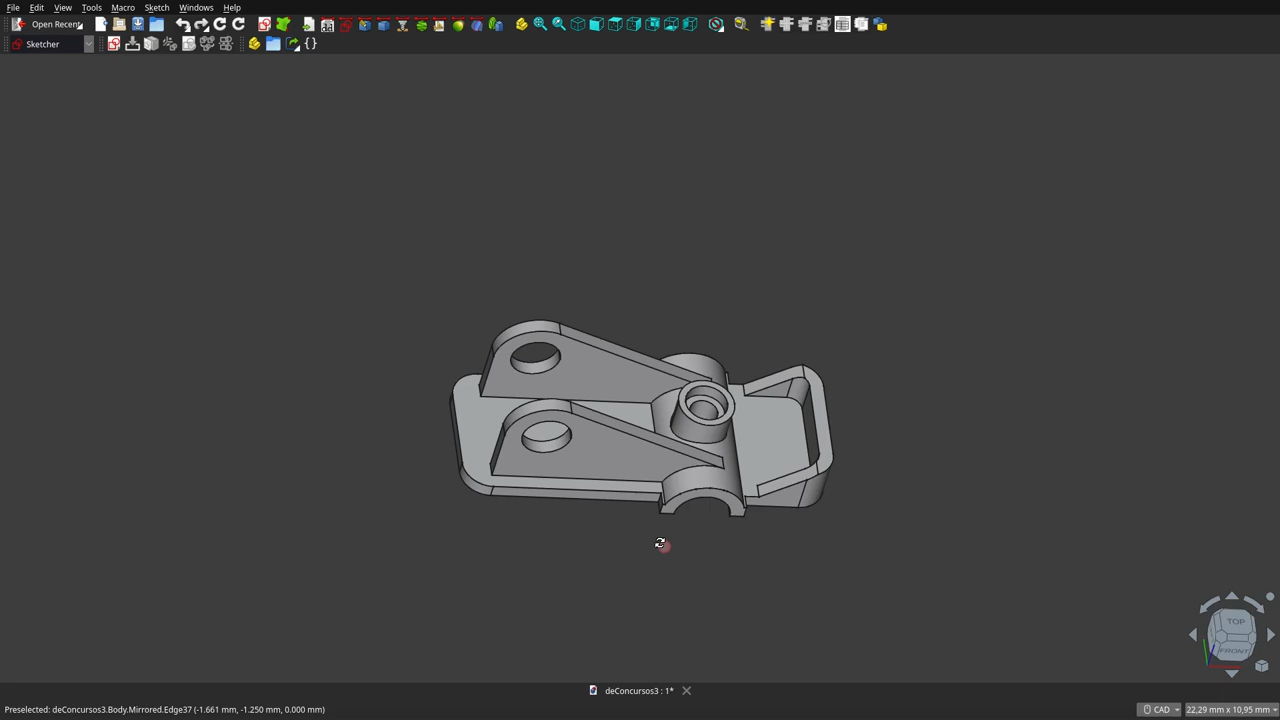 File Edit View Tools Macro Sketch Windows Help
Open Recent
Sketcher
TOP
FRONT
deConcursos3 : 1*
Preselected: deConcursos3.Body.Mirrored.Edge37 (-1.661 mm, -1.250 mm, 0.000 mm)
CAD
22,29 mm x 10,95 mm